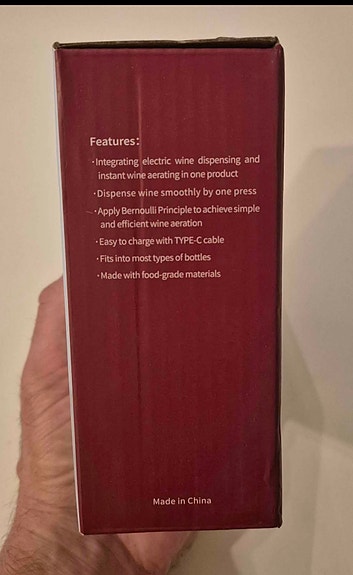 Features:
·Integrating electric wine dispensing and
instant wine aerating in one product
·Dispense wine smoothly by one press
·Apply Bernoulli Principle to achieve simple
and efficient wine aeration
·Easy to charge with TYPE-C cable
·Fits into most types of bottles
·Made with food-grade materials
Made in China